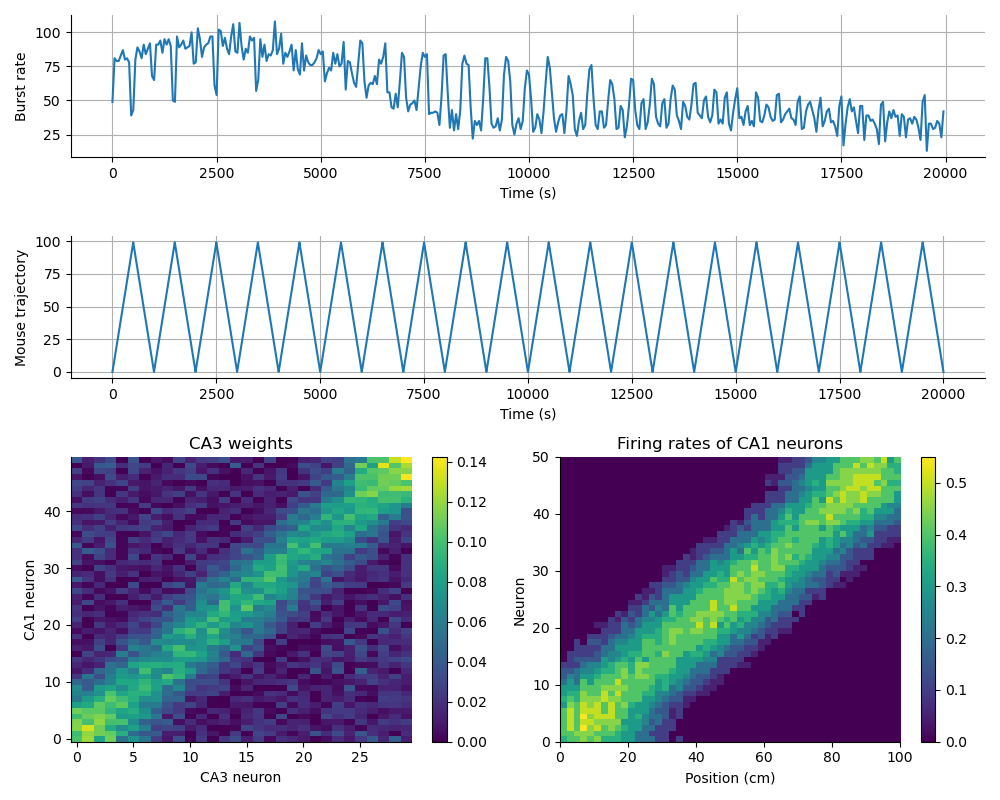 Burst rate
100
75
50
25
0 2500 5000 7500 10000 12500 15000 17500 20000
Time (s)
Mouse trajectory
100
75
50
25
0
0 2500 5000 7500 10000 12500 15000 17500 20000
Time (s)
CA3 weights
CA1 neuron
40
30
20
10
0
0 5 10 15 20 25
CA3 neuron
0.14
0.12
0.10
0.08
0.06
0.04
0.02
0.00
Firing rates of CA1 neurons
Neuron
50
40
30
20
10
0
0 20 40 60 80 100
Position (cm)
0.5
0.4
0.3
0.2
0.1
0.0